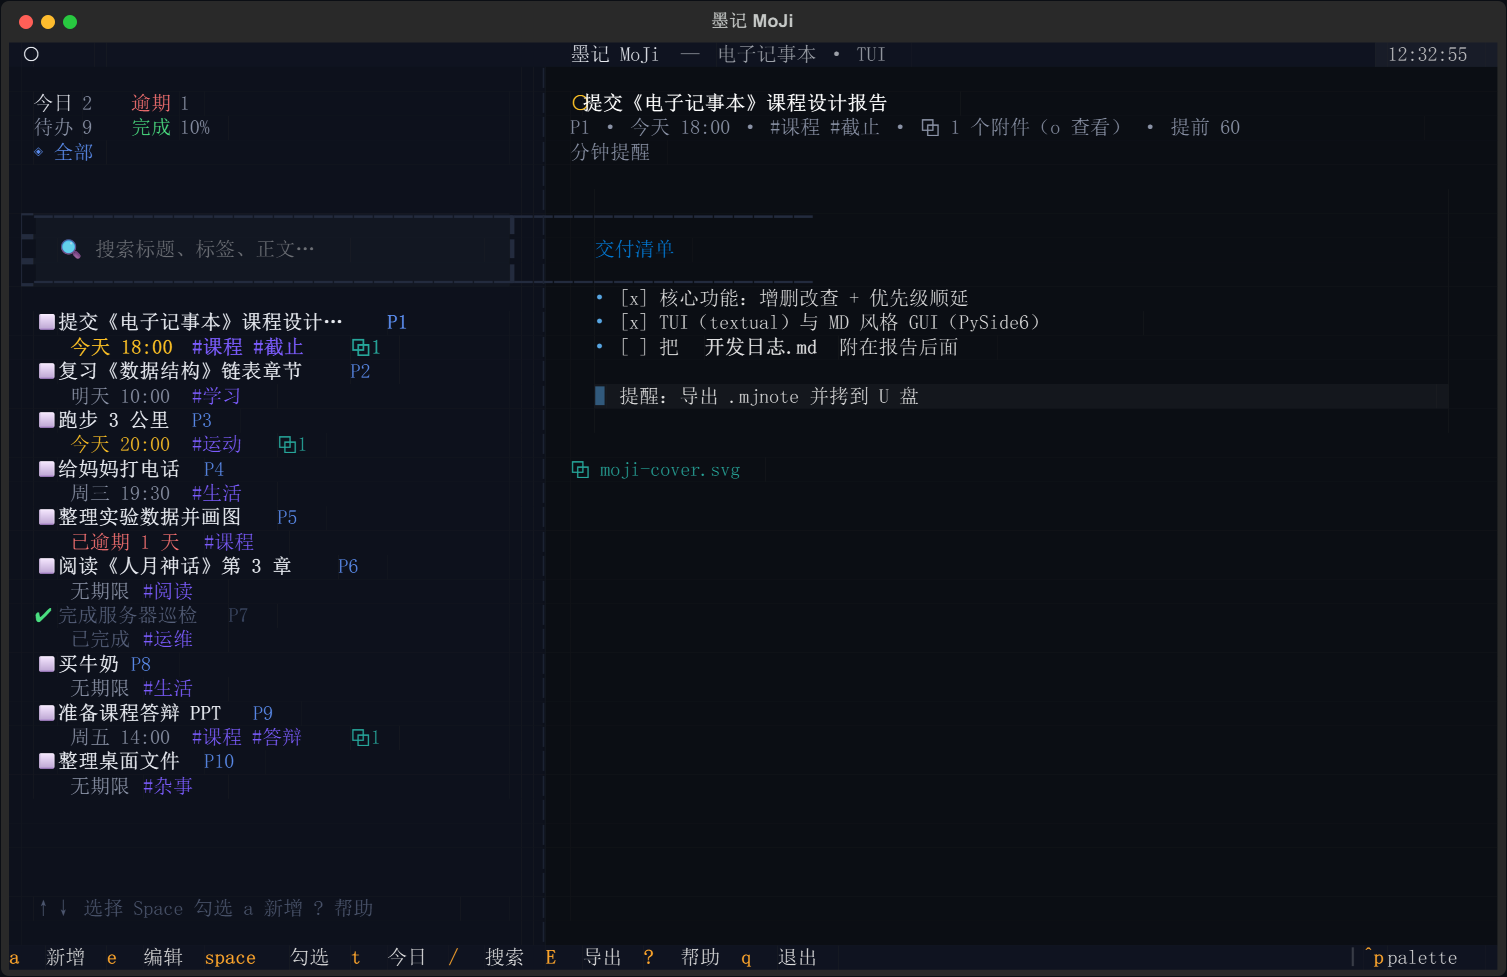 墨记 MoJi
墨记 MoJi — 电子记事本 • TUI
12:32:55
今日 2 逾期 1
待办 9 完成 10%
全部
搜索标题、标签、正文…
提交《电子记事本》课程设计… P1
今天 18:00 #课程 #截止 1
复习《数据结构》链表章节 P2
明天 10:00 #学习
跑步 3 公里 P3
今天 20:00 #运动 1
给妈妈打电话 P4
周三 19:30 #生活
整理实验数据并画图 P5
已逾期 1 天 #课程
阅读《人月神话》第 3 章 P6
无期限 #阅读
✔ 完成服务器巡检 P7
已完成 #运维
买牛奶 P8
无期限 #生活
准备课程答辩 PPT P9
周五 14:00 #课程 #答辩 1
整理桌面文件 P10
无期限 #杂事
↑↓ 选择 Space 勾选 a 新增 ? 帮助
提交《电子记事本》课程设计报告
P1 • 今天 18:00 • #课程 #截止 • 1 个附件（o 查看） • 提前 60
分钟提醒
交付清单
• [x] 核心功能：增删改查 + 优先级顺延
• [x] TUI（textual）与 MD 风格 GUI（PySide6）
• [ ] 把 开发日志.md 附在报告后面
提醒：导出 .mjnote 并拷到 U 盘
moji-cover.svg
a 新增 e 编辑 space 勾选 t 今日 / 搜索 E 导出 ? 帮助 q 退出
^p palette